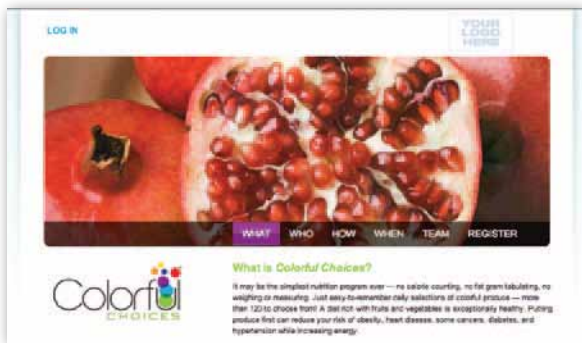 LOG IN
YOUR
LOGO
HERE
WHAT WHO HOW WHEN TEAM REGISTER
What is Colorful Choices?
Colorful
CHOICES
It may be the simplest nutrition program ever — no calorie counting, no fat gram tabulating, no
weighing or measuring. Just easy-to-remember daily selections of colorful produce — more
than 120 to choose from! A diet rich with fruits and vegetables is exceptionally healthy. Putting
produce first can reduce your risk of obesity, heart disease, some cancers, diabetes, and
hypertension while increasing energy.